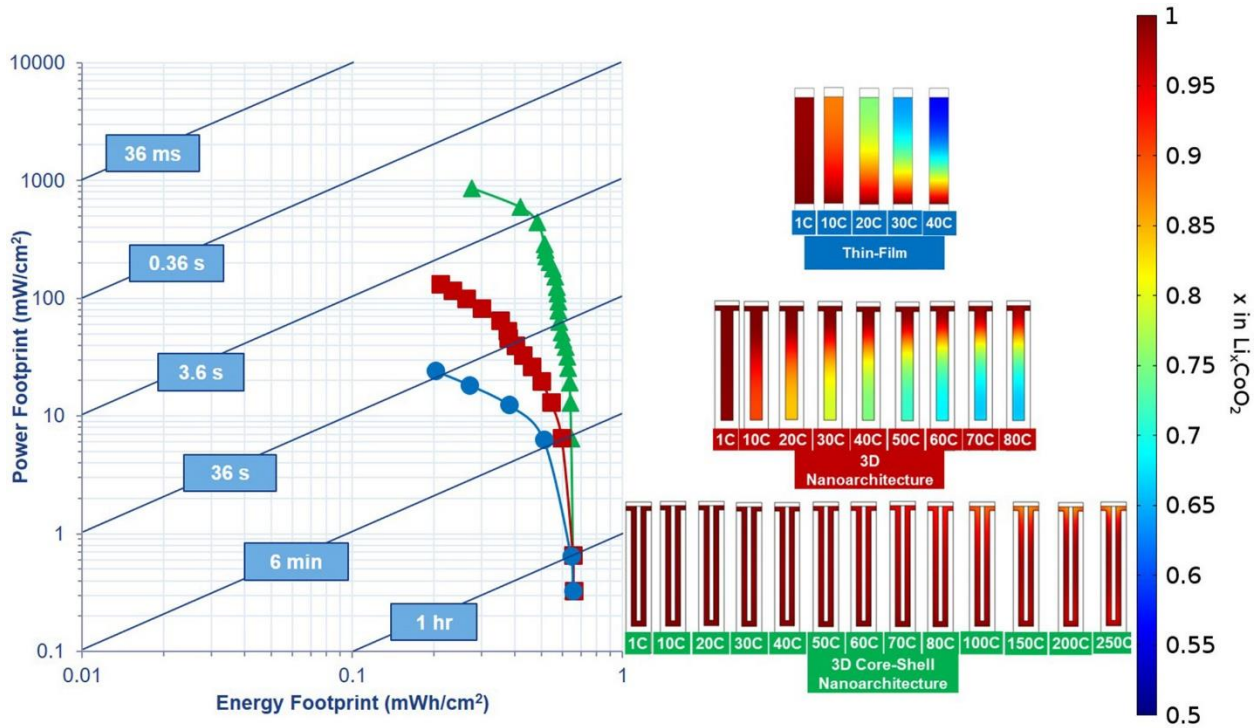 10000
1000
100
10
1
0.1
Power Footprint (mW/cm²)
0.01
0.1
1
Energy Footprint (mWh/cm²)
36 ms
0.36 s
3.6 s
36 s
6 min
1 hr
1C 10C 20C 30C 40C
Thin-Film
1C 10C 20C 30C 40C 50C 60C 70C 80C
3D
Nanoarchitecture
1C 10C 20C 30C 40C 50C 60C 70C 80C 100C 150C 200C 250C
3D Core-Shell
Nanoarchitecture
1
0.95
0.9
0.85
0.8
0.75
0.7
0.65
0.6
0.55
0.5
x in LiₓCoO₂